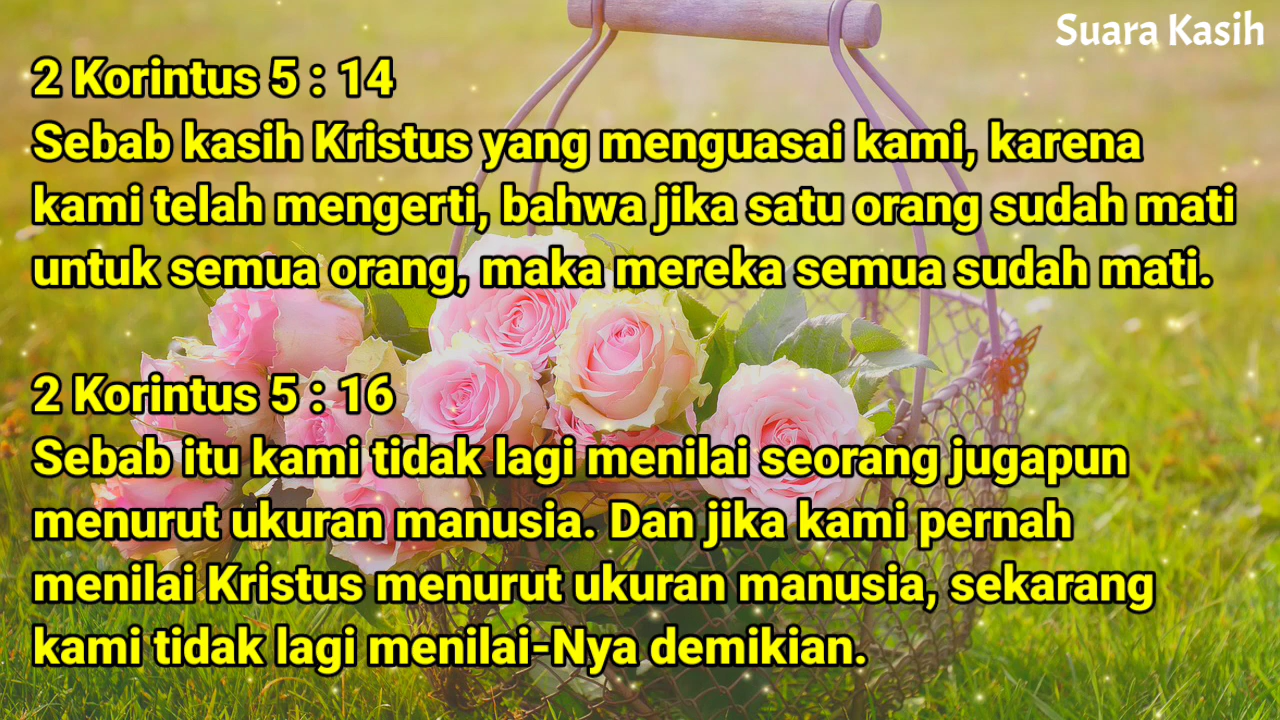 Suara Kasih
2 Korintus 5 : 14
Sebab kasih Kristus yang menguasai kami, karena
kami telah mengerti, bahwa jika satu orang sudah mati
untuk semua orang, maka mereka semua sudah mati.
2 Korintus 5 : 16
Sebab itu kami tidak lagi menilai seorang jugapun
menurut ukuran manusia. Dan jika kami pernah
menilai Kristus menurut ukuran manusia, sekarang
kami tidak lagi menilai-Nya demikian.